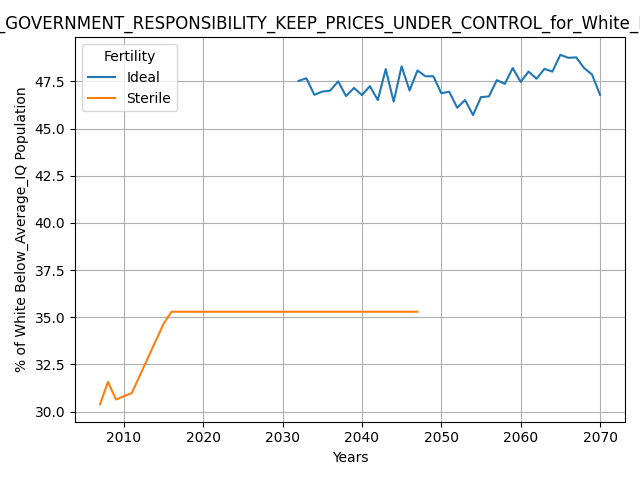 _GOVERNMENT_RESPONSIBILITY_KEEP_PRICES_UNDER_CONTROL_for_White_
Fertility
Ideal
Sterile
47.5
45.0
42.5
40.0
37.5
35.0
32.5
30.0
% of White Below_Average_IQ Population
2010 2020 2030 2040 2050 2060 2070
Years